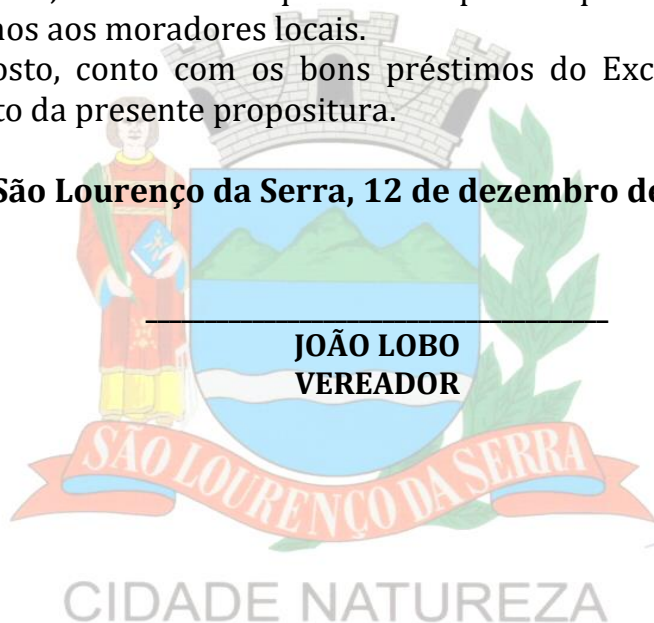 nos aos moradores locais.
osto, conto com os bons préstimos do Exc
to da presente propositura.
São Lourenço da Serra, 12 de dezembro de
JOÃO LOBO
VEREADOR
SÃO LOURENÇO DA SERRA
CIDADE NATUREZA